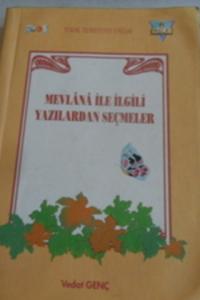 MEVLÂNÂ İLE İLGİLİ
YAZILARDAN SEÇMELER
Vedat GENÇ